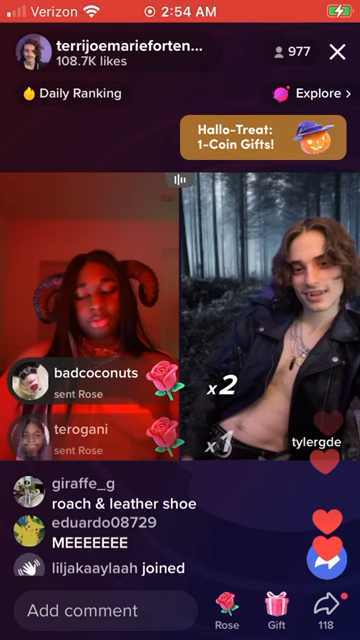 Verizon
2:54 AM
terrijoemarieforten...
108.7K likes
977
Daily Ranking
Explore >
Hallo-Treat:
1-Coin Gifts!
badcoconuts
sent Rose
x2
terogani
sent Rose
x1
tylergde
giraffe_g
roach & leather shoe
eduardo08729
MEEEEEEE
liljakaaylaah joined
Add comment
Rose
Gift
118